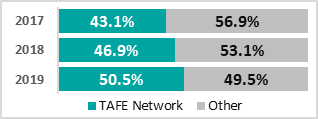 2017 43.1% 56.9%
2018 46.9% 53.1%
2019 50.5% 49.5%
TAFE Network Other